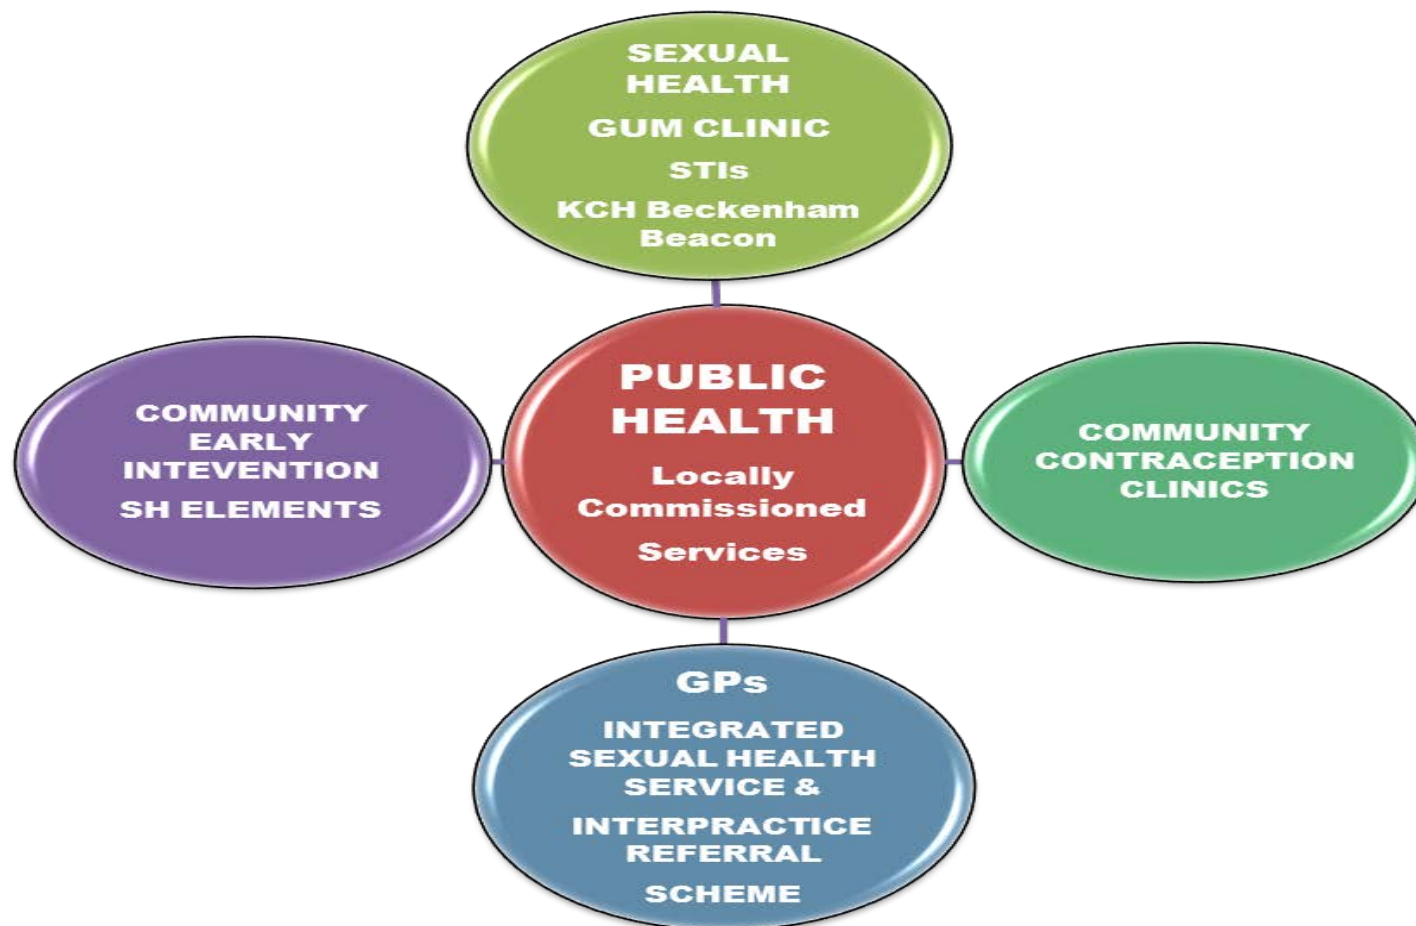 SEXUAL
HEALTH
GUM CLINIC
STIs
KCH Beckenham
Beacon
COMMUNITY
EARLY
INTEVENTION
SH ELEMENTS
PUBLIC
HEALTH
Locally
Commissioned
Services
COMMUNITY
CONTRACEPTION
CLINICS
GPs
INTEGRATED
SEXUAL HEALTH
SERVICE &
INTERPRACTICE
REFERRAL
SCHEME